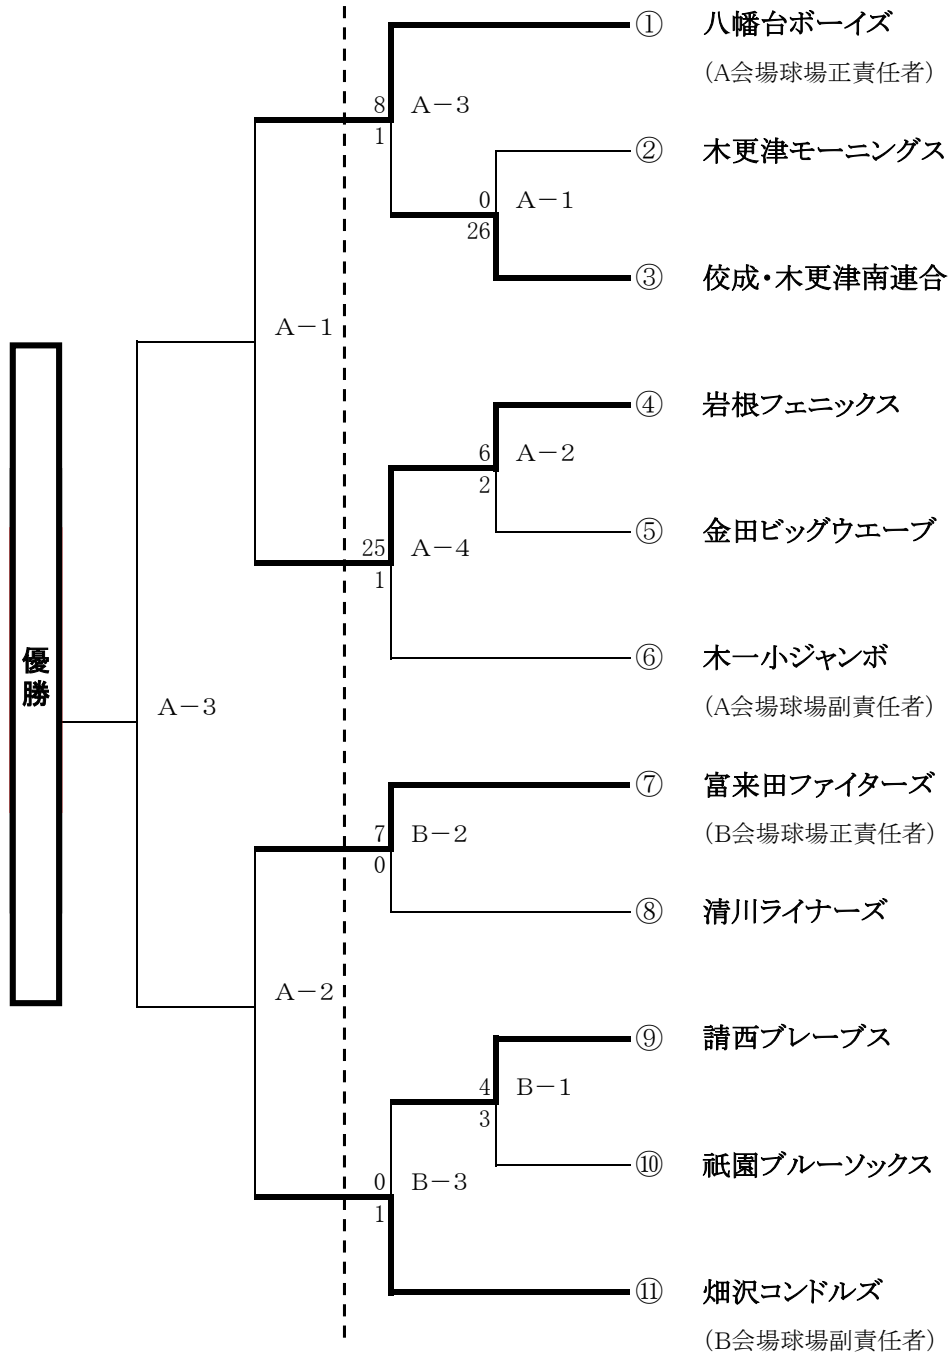 ① 八幡台ボーイズ
(A会場球場正責任者)
8 A-3
1
② 木更津モーニングス
0 A-1
26
③ 佼成・木更津南連合
A-1
④ 岩根フェニックス
6 A-2
2
⑤ 金田ビッグウエーブ
25 A-4
1
⑥ 木一小ジャンボ
(A会場球場副責任者)
優勝
A-3
⑦ 富来田ファイターズ
(B会場球場正責任者)
7 B-2
0
⑧ 清川ライナーズ
A-2
⑨ 請西ブレーブス
4 B-1
3
⑩ 祇園ブルーソックス
0 B-3
1
⑪ 畑沢コンドルズ
(B会場球場副責任者)